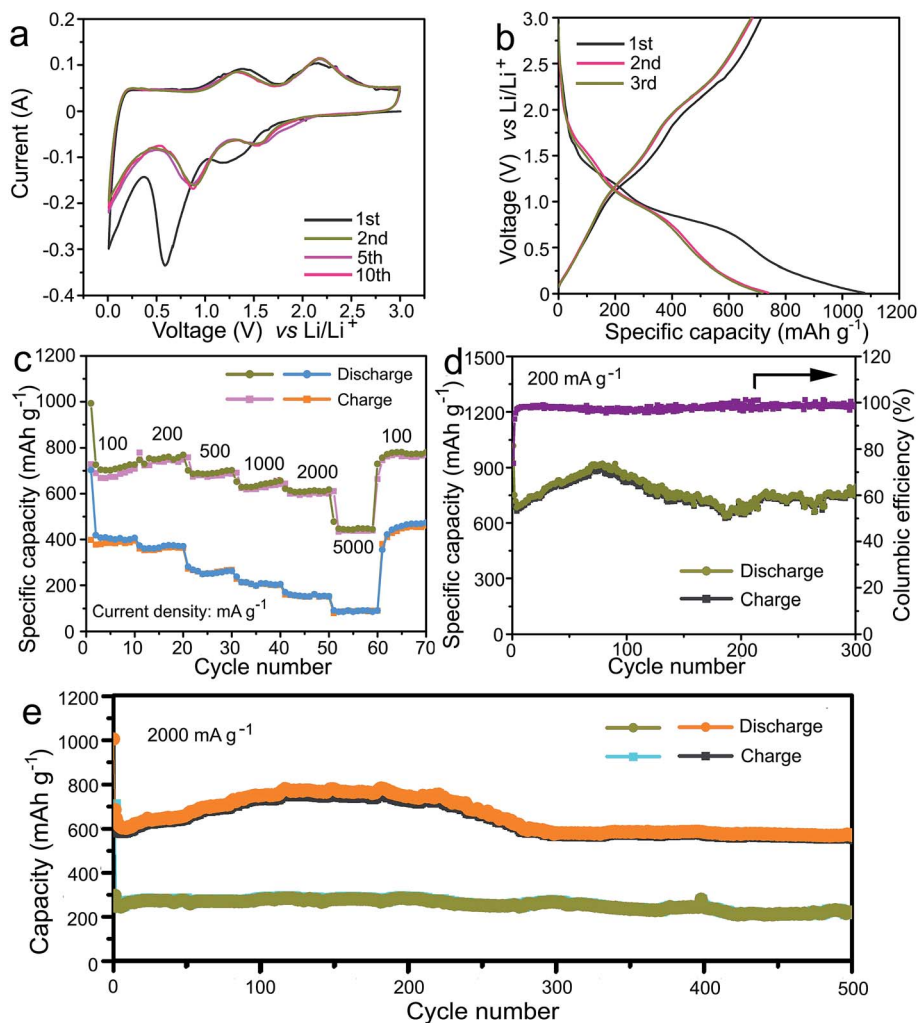 a
0.2
0.1
0
-0.1
-0.2
-0.3
-0.4
Current (A)
1st
2nd
5th
10th
0.0 0.5 1.0 1.5 2.0 2.5 3.0
Voltage (V) vs Li/Li+
b
3.0
2.5
2.0
1.5
1.0
0.5
0
Voltage (V) vs Li/Li+
1st
2nd
3rd
0 200 400 600 800 1000 1200
Specific capacity (mAh g-1)
c
1200
1000
800
600
400
200
0
Specific capacity (mAh g-1)
Discharge
Charge
100 200 500 1000 2000 5000 100
Current density: mA g-1
0 10 20 30 40 50 60 70
Cycle number
d
1500
1200
900
600
300
0
Specific capacity (mAh g-1)
200 mA g-1
Discharge
Charge
120
100
80
60
40
20
0
Columbic efficiency (%)
0 100 200 300
Cycle number
e
1200
1000
800
600
400
200
0
Capacity (mAh g-1)
2000 mA g-1
Discharge
Charge
0 100 200 300 400 500
Cycle number